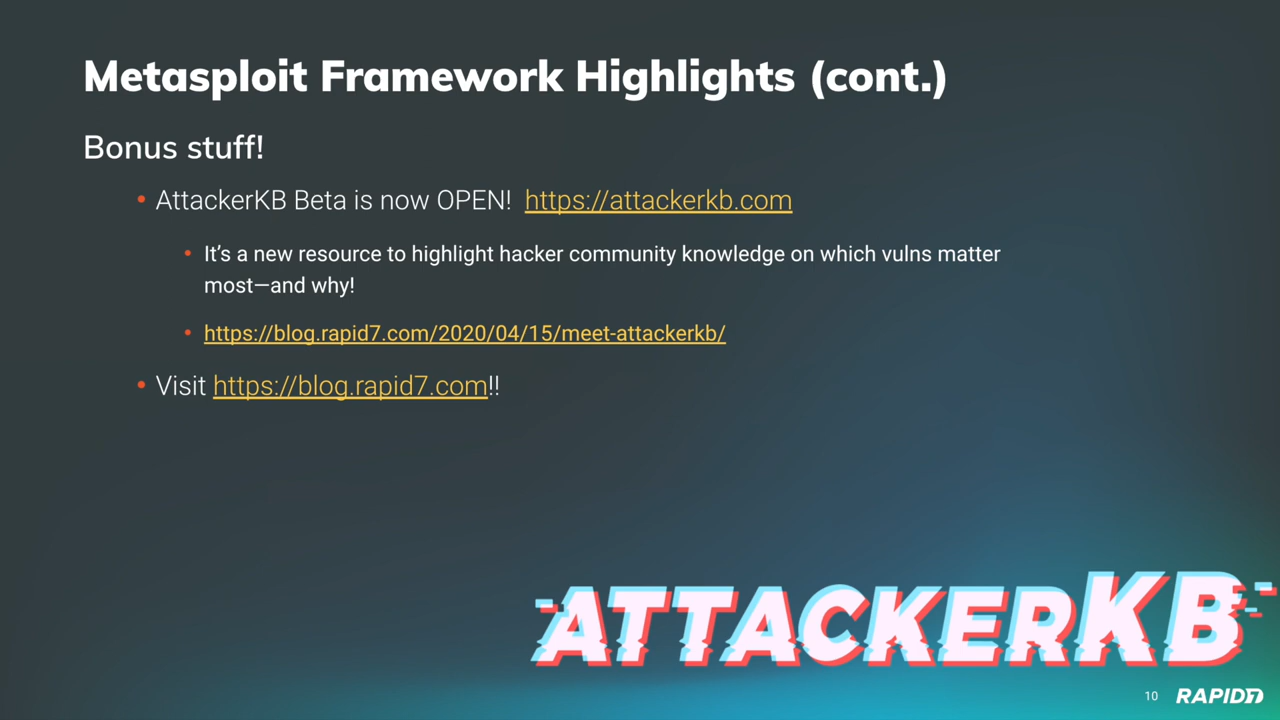 Metasploit Framework Highlights (cont.)
Bonus stuff!
• AttackerKB Beta is now OPEN! https://attackerkb.com
• It’s a new resource to highlight hacker community knowledge on which vulns matter
most—and why!
• https://blog.rapid7.com/2020/04/15/meet-attackerkb/
• Visit https://blog.rapid7.com!!
ATTACKERKB
10 RAPID7